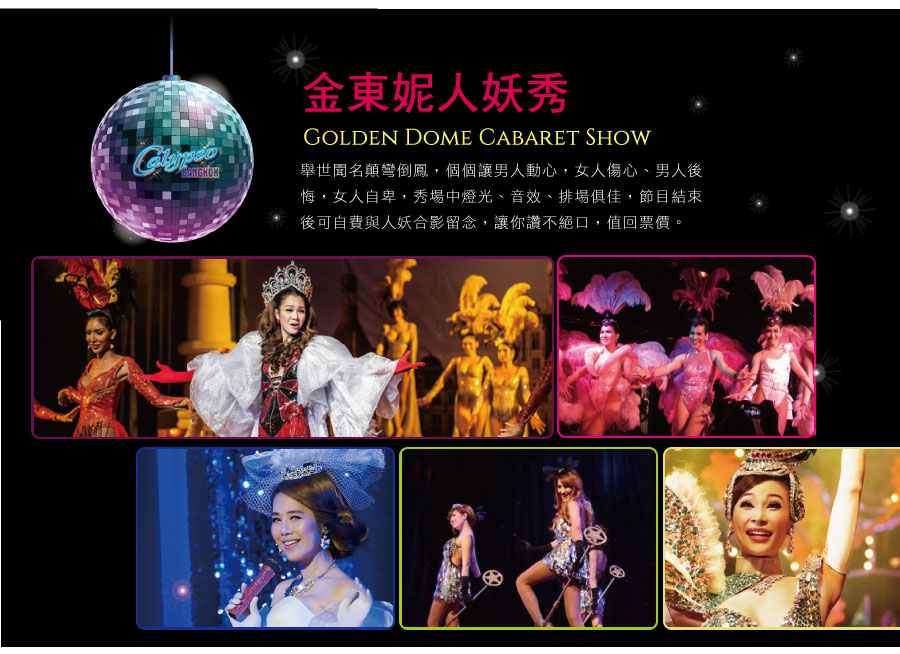 金東妮人妖秀
GOLDEN DOME CABARET SHOW
舉世聞名顛彎倒鳳，個個讓男人動心，女人傷心、男人後
悔，女人自卑，秀場中燈光、音效、排場俱佳，節目結束
後可自費與人妖合影留念，讓你讚不絕口，值回票價。
Calypso
BANGKOK